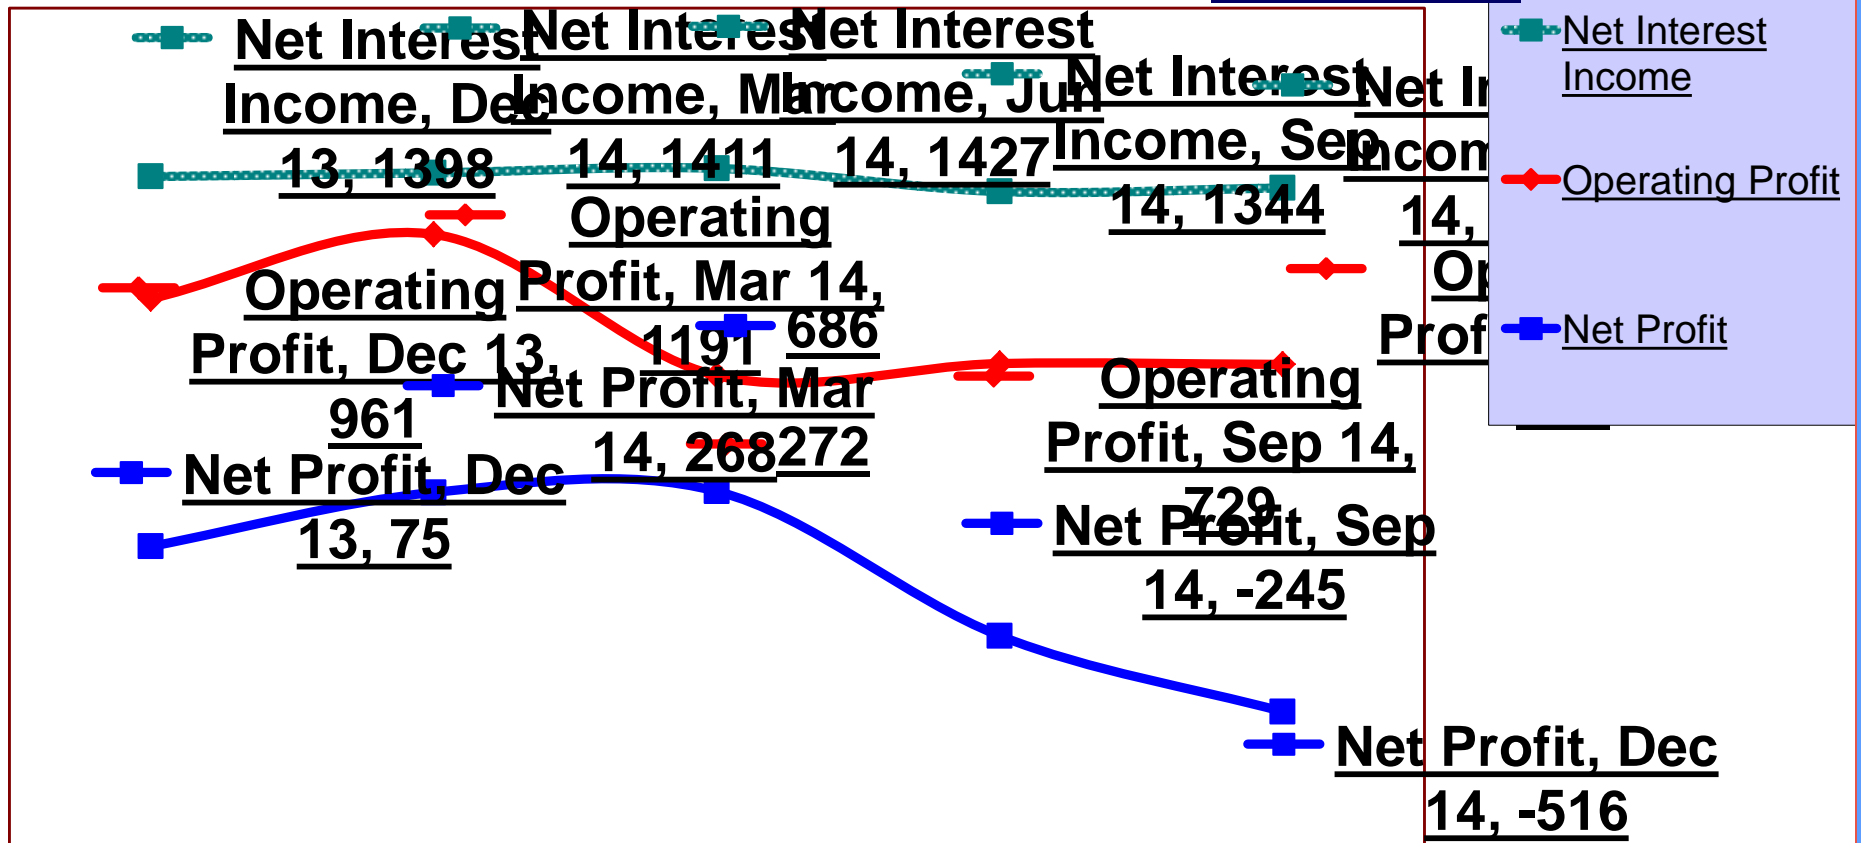 Net Interest
Income, Dec
13, 1398
Net Interest
Income, Mar
14, 1411
Net Interest
Income, Jun
14, 1427
Net Interest
Income, Sep
14, 1344
Net
14,
Operating
Profit, Dec 13,
961
Operating
Profit, Mar 14,
1191
686
Operating
Profit, Sep 14,
729
Net Profit, Dec
13, 75
Net Profit, Mar
14, 268
272
Net Profit, Sep
14, -245
Net Profit, Dec
14, -516
Net Interest
Income
Operating Profit
Net Profit